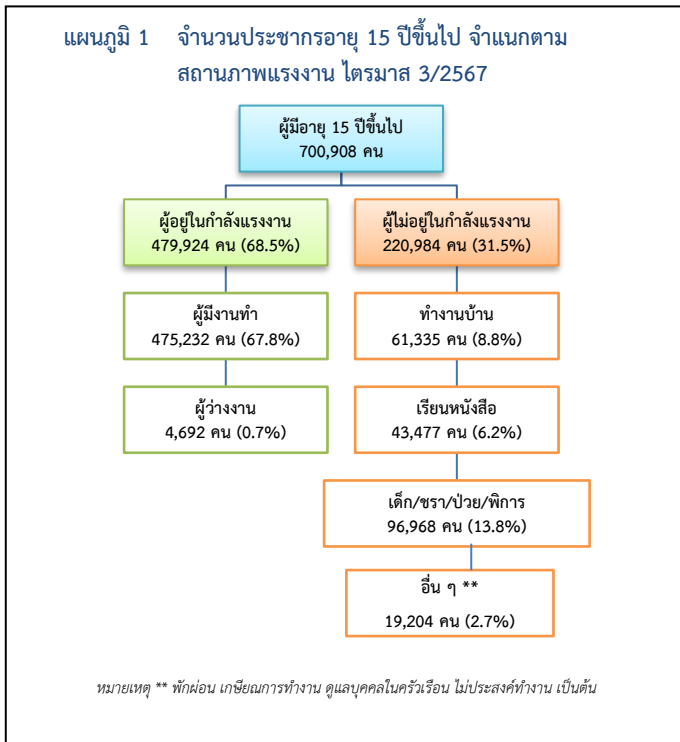 แผนภูมิ 1 จำนวนประชากรอายุ 15 ปีขึ้นไป จำแนกตาม
สถานภาพแรงงาน ไตรมาส 3/2567
ผู้มีอายุ 15 ปีขึ้นไป
700,908 คน
ผู้อยู่ในกำลังแรงงาน
479,924 คน (68.5%)
ผู้ไม่อยู่ในกำลังแรงงาน
220,984 คน (31.5%)
ผู้มีงานทำ
475,232 คน (67.8%)
ทำงานบ้าน
61,335 คน (8.8%)
ผู้ว่างงาน
4,692 คน (0.7%)
เรียนหนังสือ
43,477 คน (6.2%)
เด็ก/ชรา/ป่วย/พิการ
96,968 คน (13.8%)
อื่น ๆ **
19,204 คน (2.7%)
หมายเหตุ ** พักผ่อน เกษียณการทำงาน ดูแลบุคคลในครัวเรือน ไม่ประสงค์ทำงาน เป็นต้น